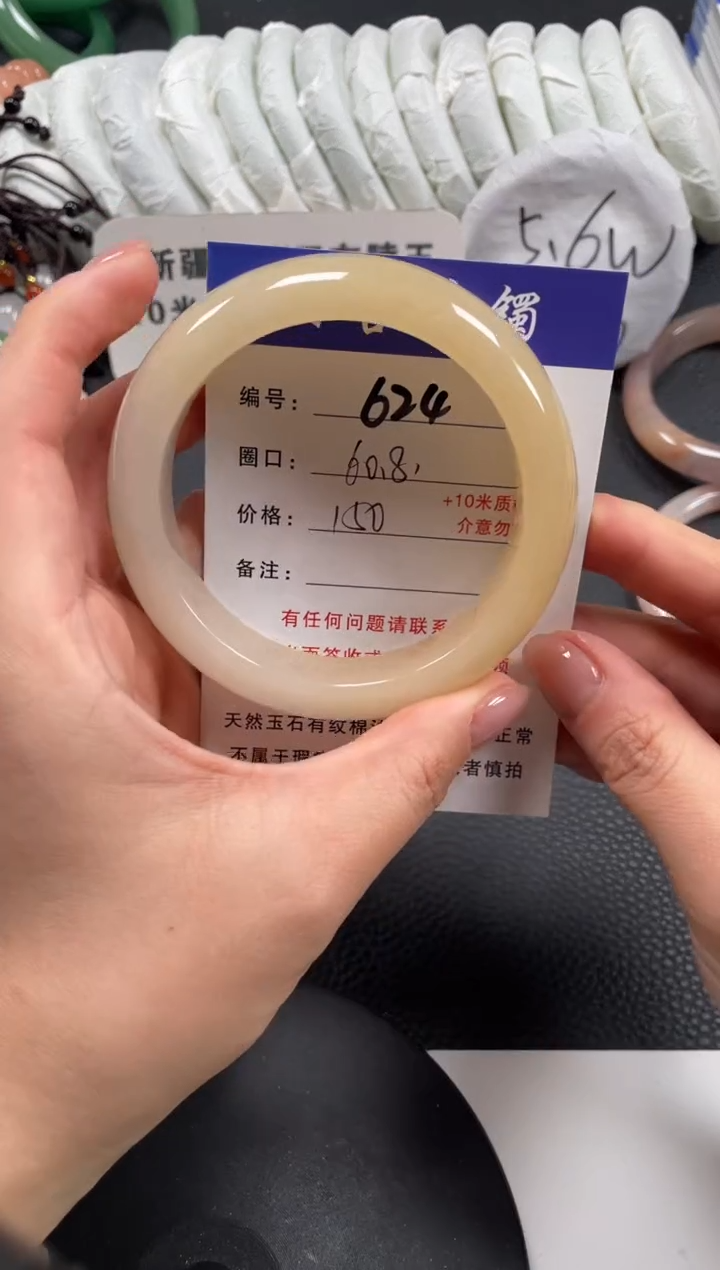 5.6W
新疆
0米
镯
编号： 624
圈口： 60.8
价格： 150
+10米质
介意勿
备注：
有任何问题请联系
天然玉石有纹棉
正常
不属于瑕
者慎拍